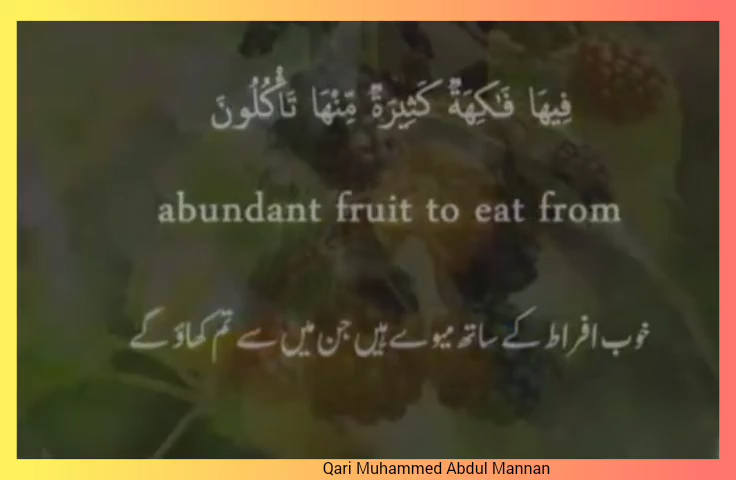 فِيهَا فَـٰكِهَةٌ كَثِيرَةٌ مِّنْهَا تَأْكُلُونَ
abundant fruit to eat from
خوب افراط کے ساتھ میوے ہیں جن میں سے تم کھاؤ گے
Qari Muhammed Abdul Mannan